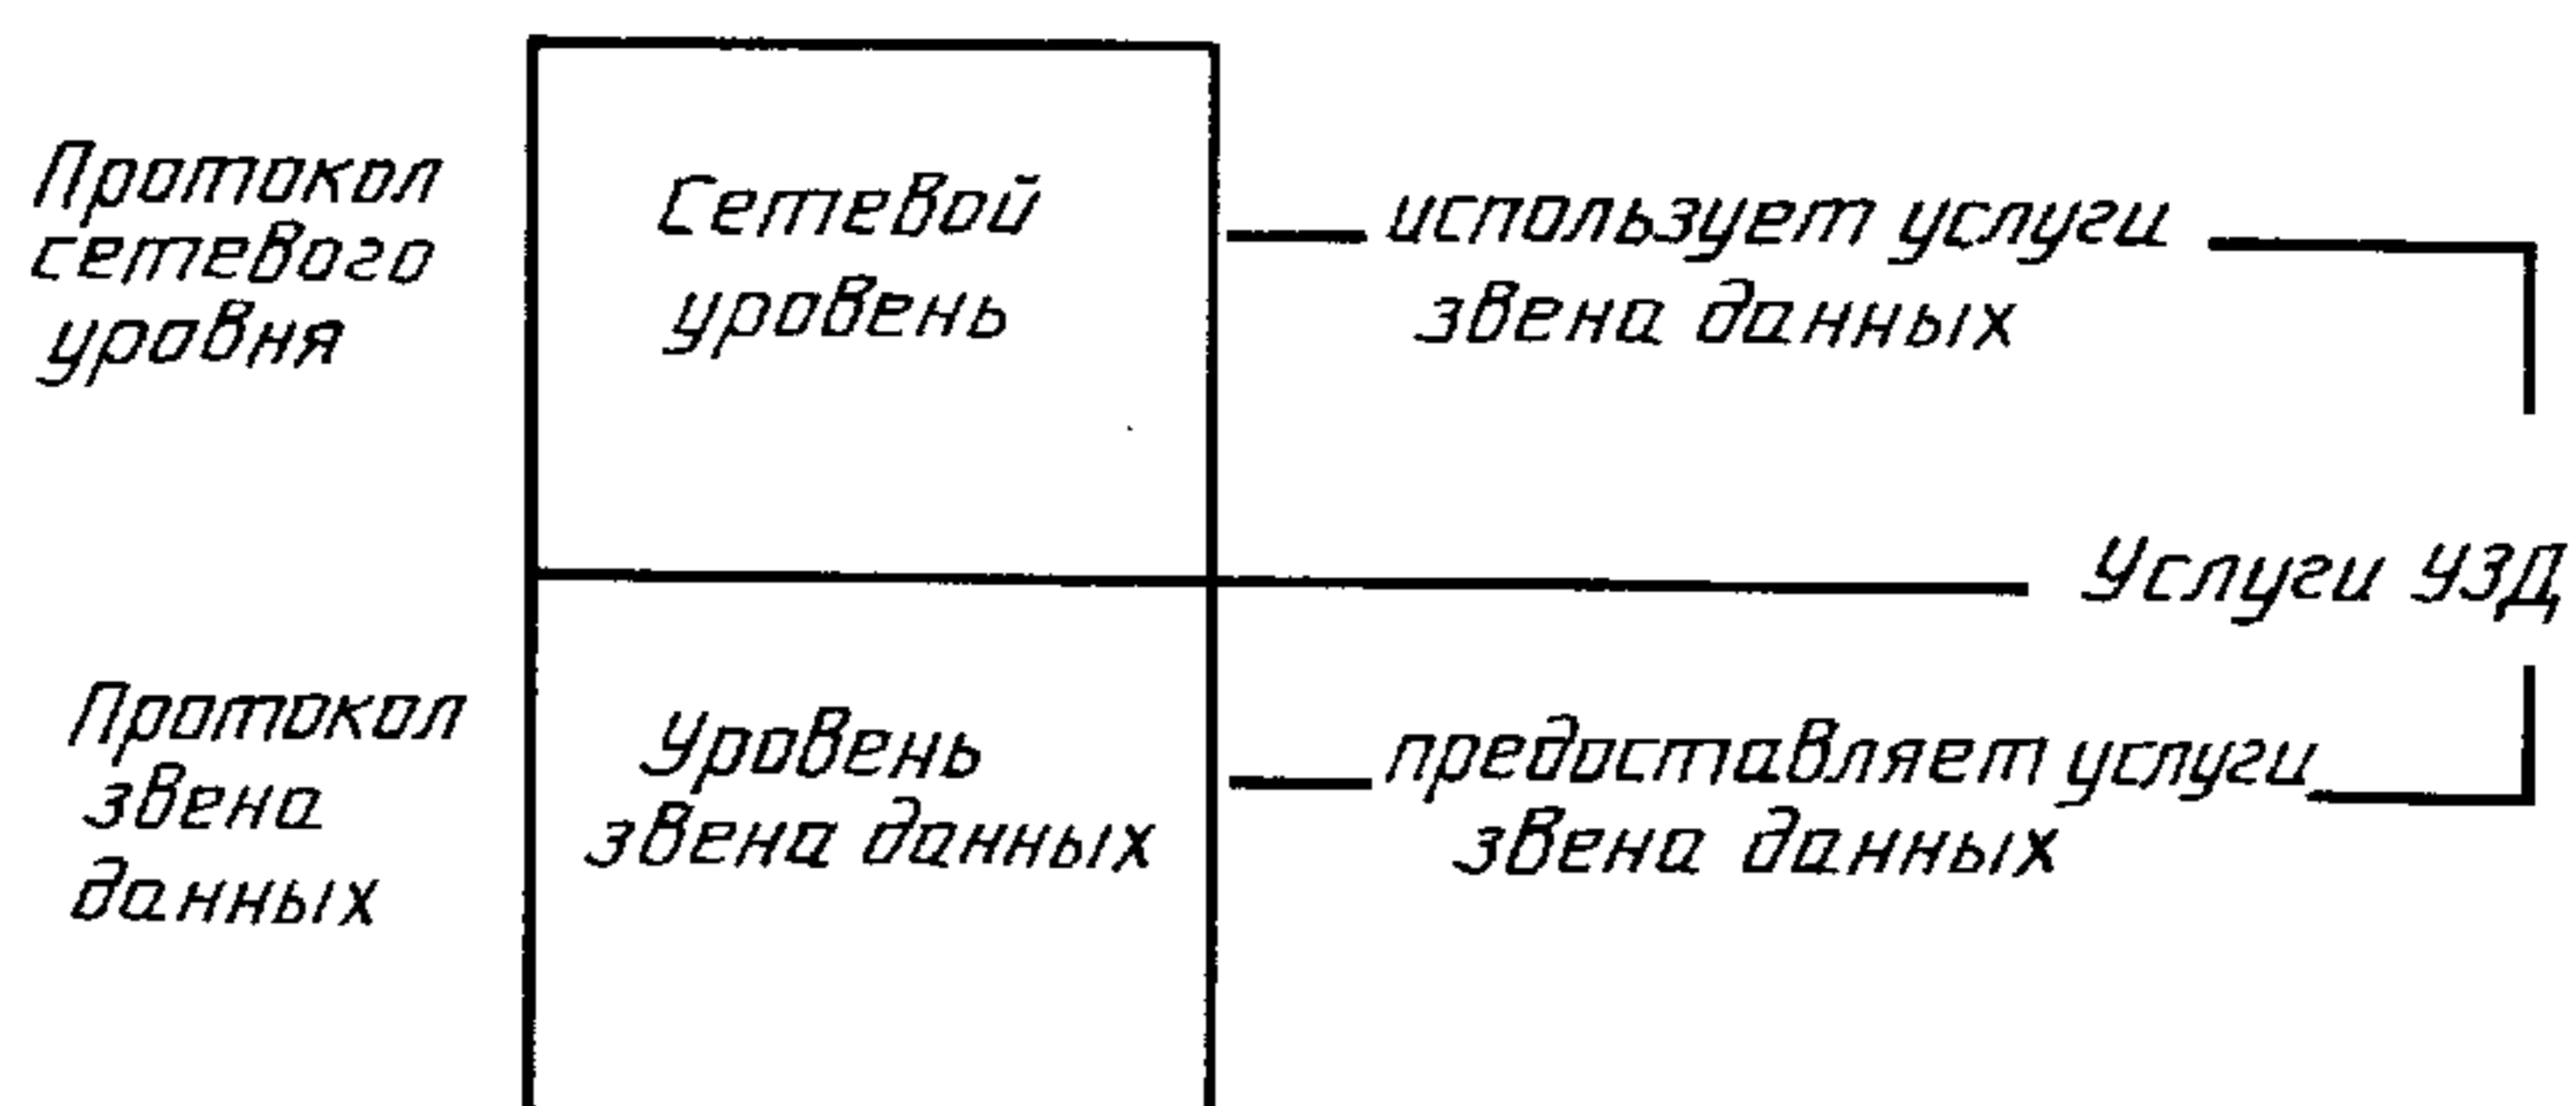 Протокол
сетевого
уровня
Сетевой
уровень
использует услуги
звена данных
Услуги УЗД
Протокол
звена
данных
Уровень
звена данных
предоставляет услуги
звена данных